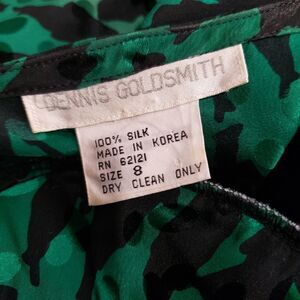 DENNIS GOLDSMITH
100% SILK
MADE IN KOREA
RN 62121
SIZE 8
DRY CLEAN ONLY